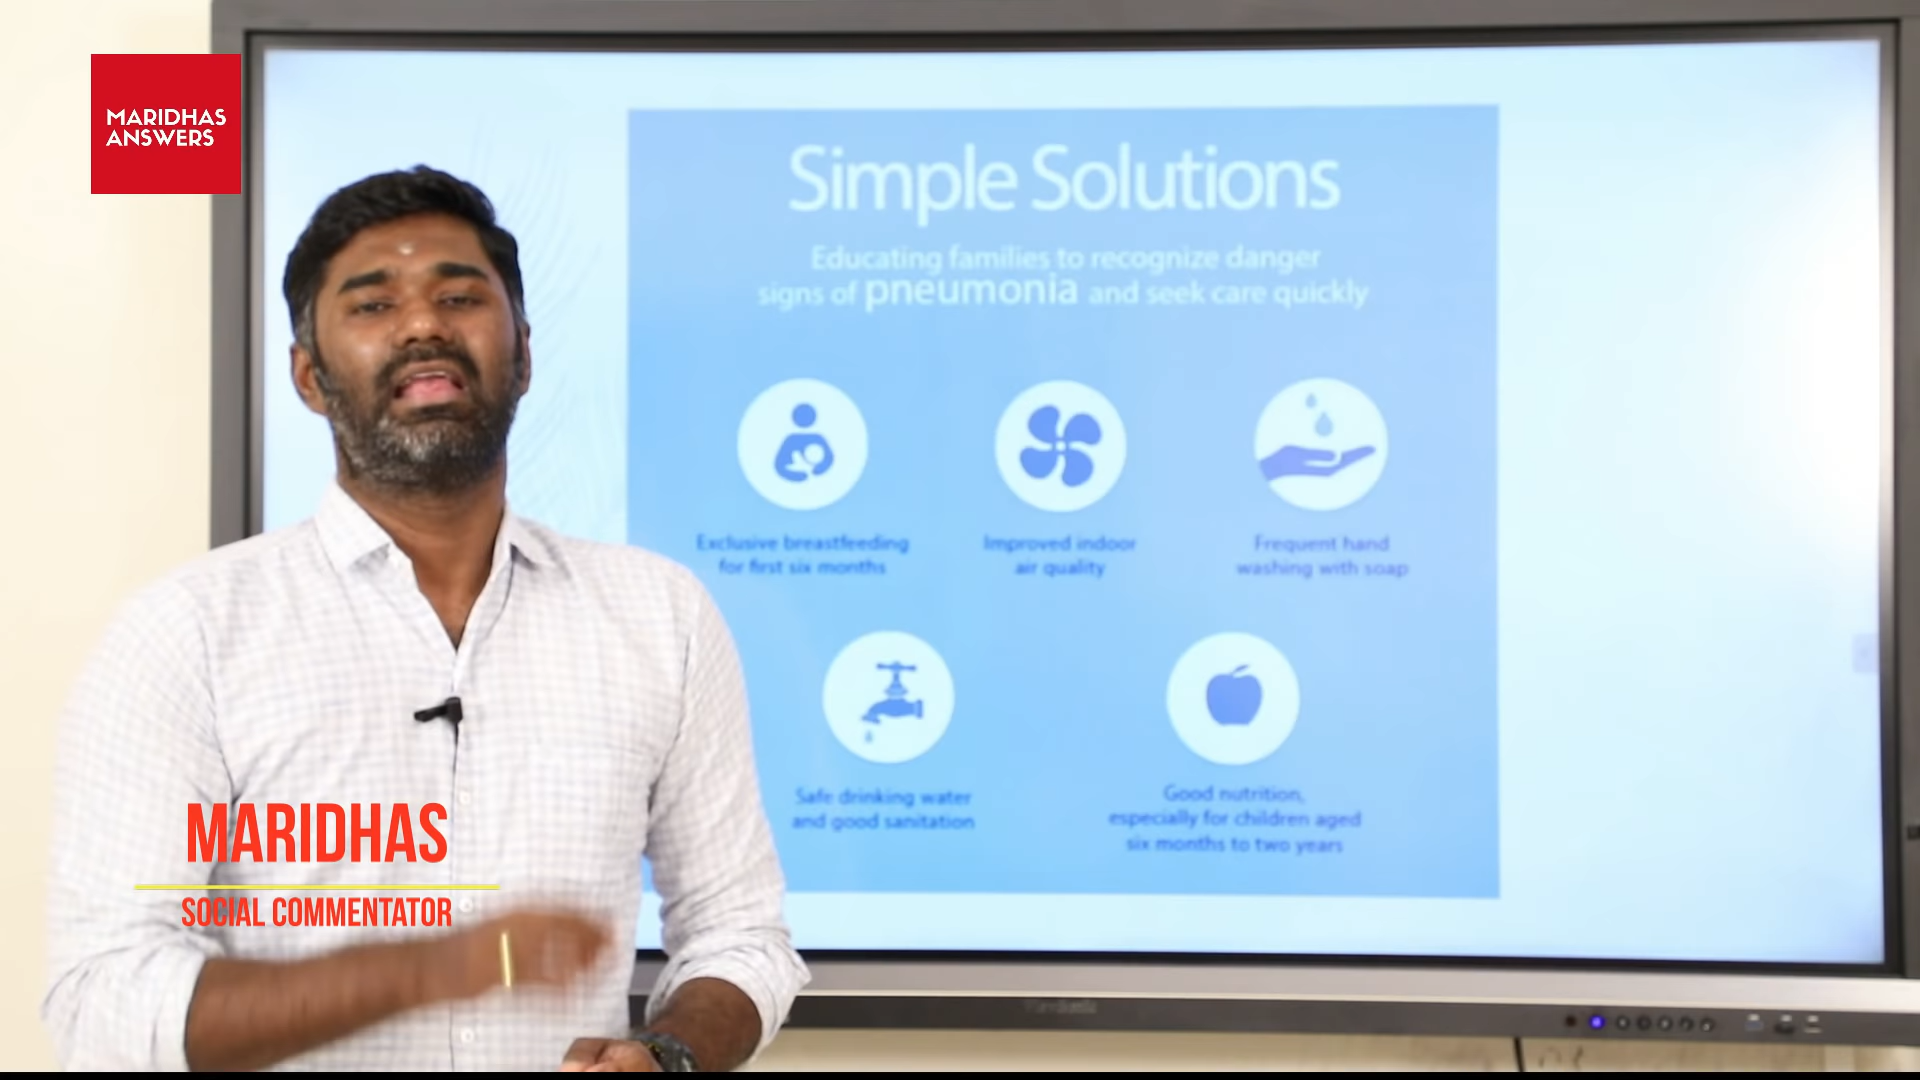 MARIDHAS
ANSWERS
Simple Solutions
Educating families to recognize danger
signs of pneumonia and seek care quickly
Exclusive breastfeeding
for first six months
Improved indoor
air quality
Frequent hand
washing with soap
Safe drinking water
and good sanitation
Good nutrition,
especially for children aged
six months to two years
MARIDHAS
SOCIAL COMMENTATOR